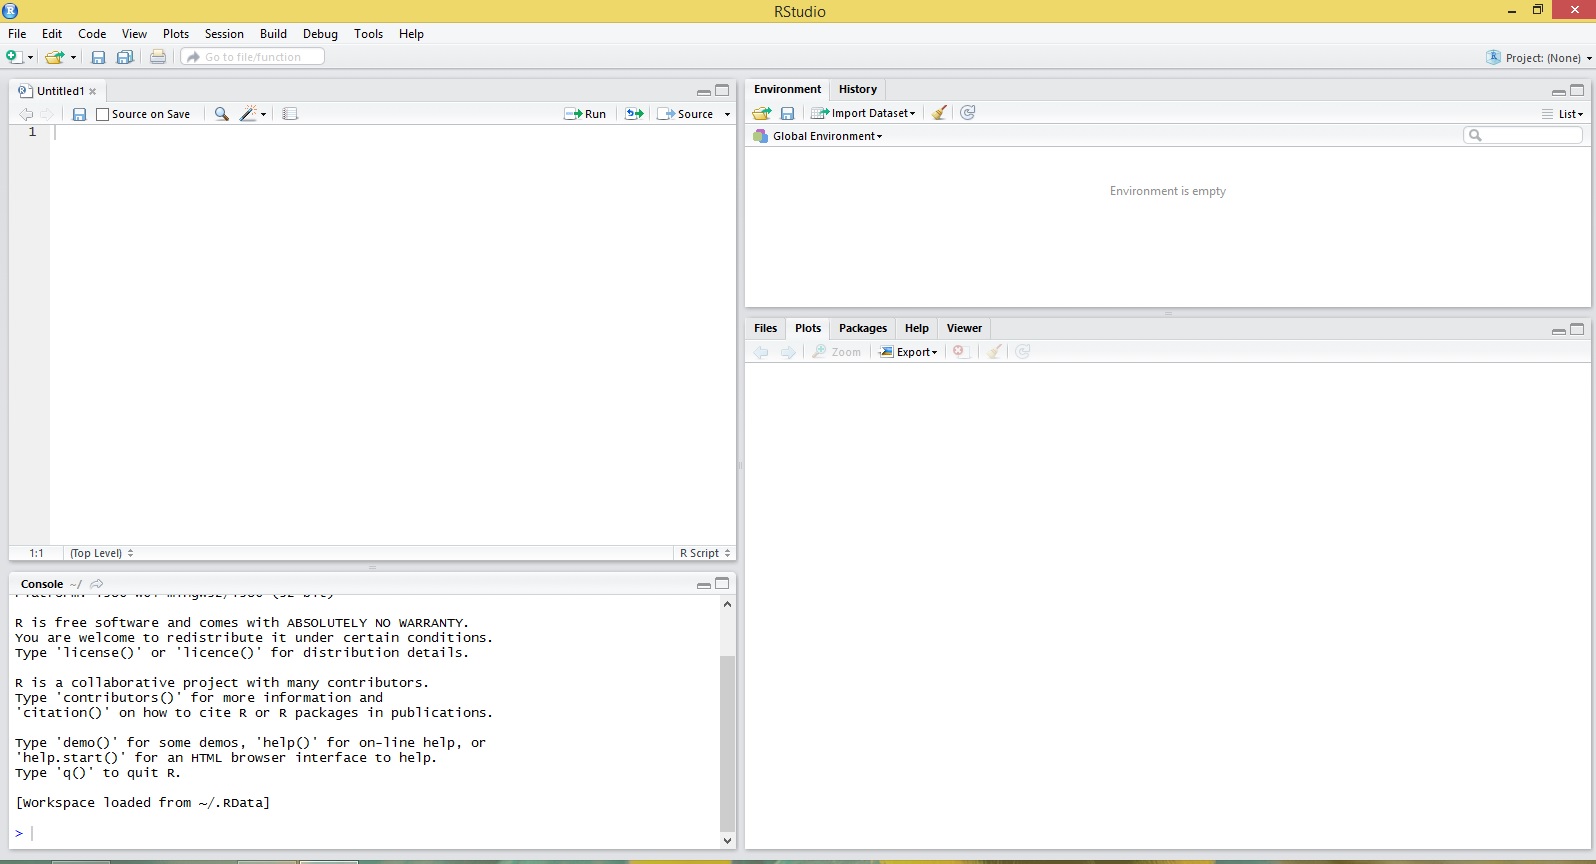 RStudio
File Edit Code View Plots Session Build Debug Tools Help
Go to file/function
Project: (None)
Untitled1
Source on Save
Run
Source
1
1:1
(Top Level)
R Script
Console ~/
R is free software and comes with ABSOLUTELY NO WARRANTY.
You are welcome to redistribute it under certain conditions.
Type 'license()' or 'licence()' for distribution details.
R is a collaborative project with many contributors.
Type 'contributors()' for more information and
'citation()' on how to cite R or R packages in publications.
Type 'demo()' for some demos, 'help()' for on-line help, or
'help.start()' for an HTML browser interface to help.
Type 'q()' to quit R.
[Workspace loaded from ~/.RData]
>
Environment History
Import Dataset
List
Global Environment
Environment is empty
Files Plots Packages Help Viewer
Zoom
Export